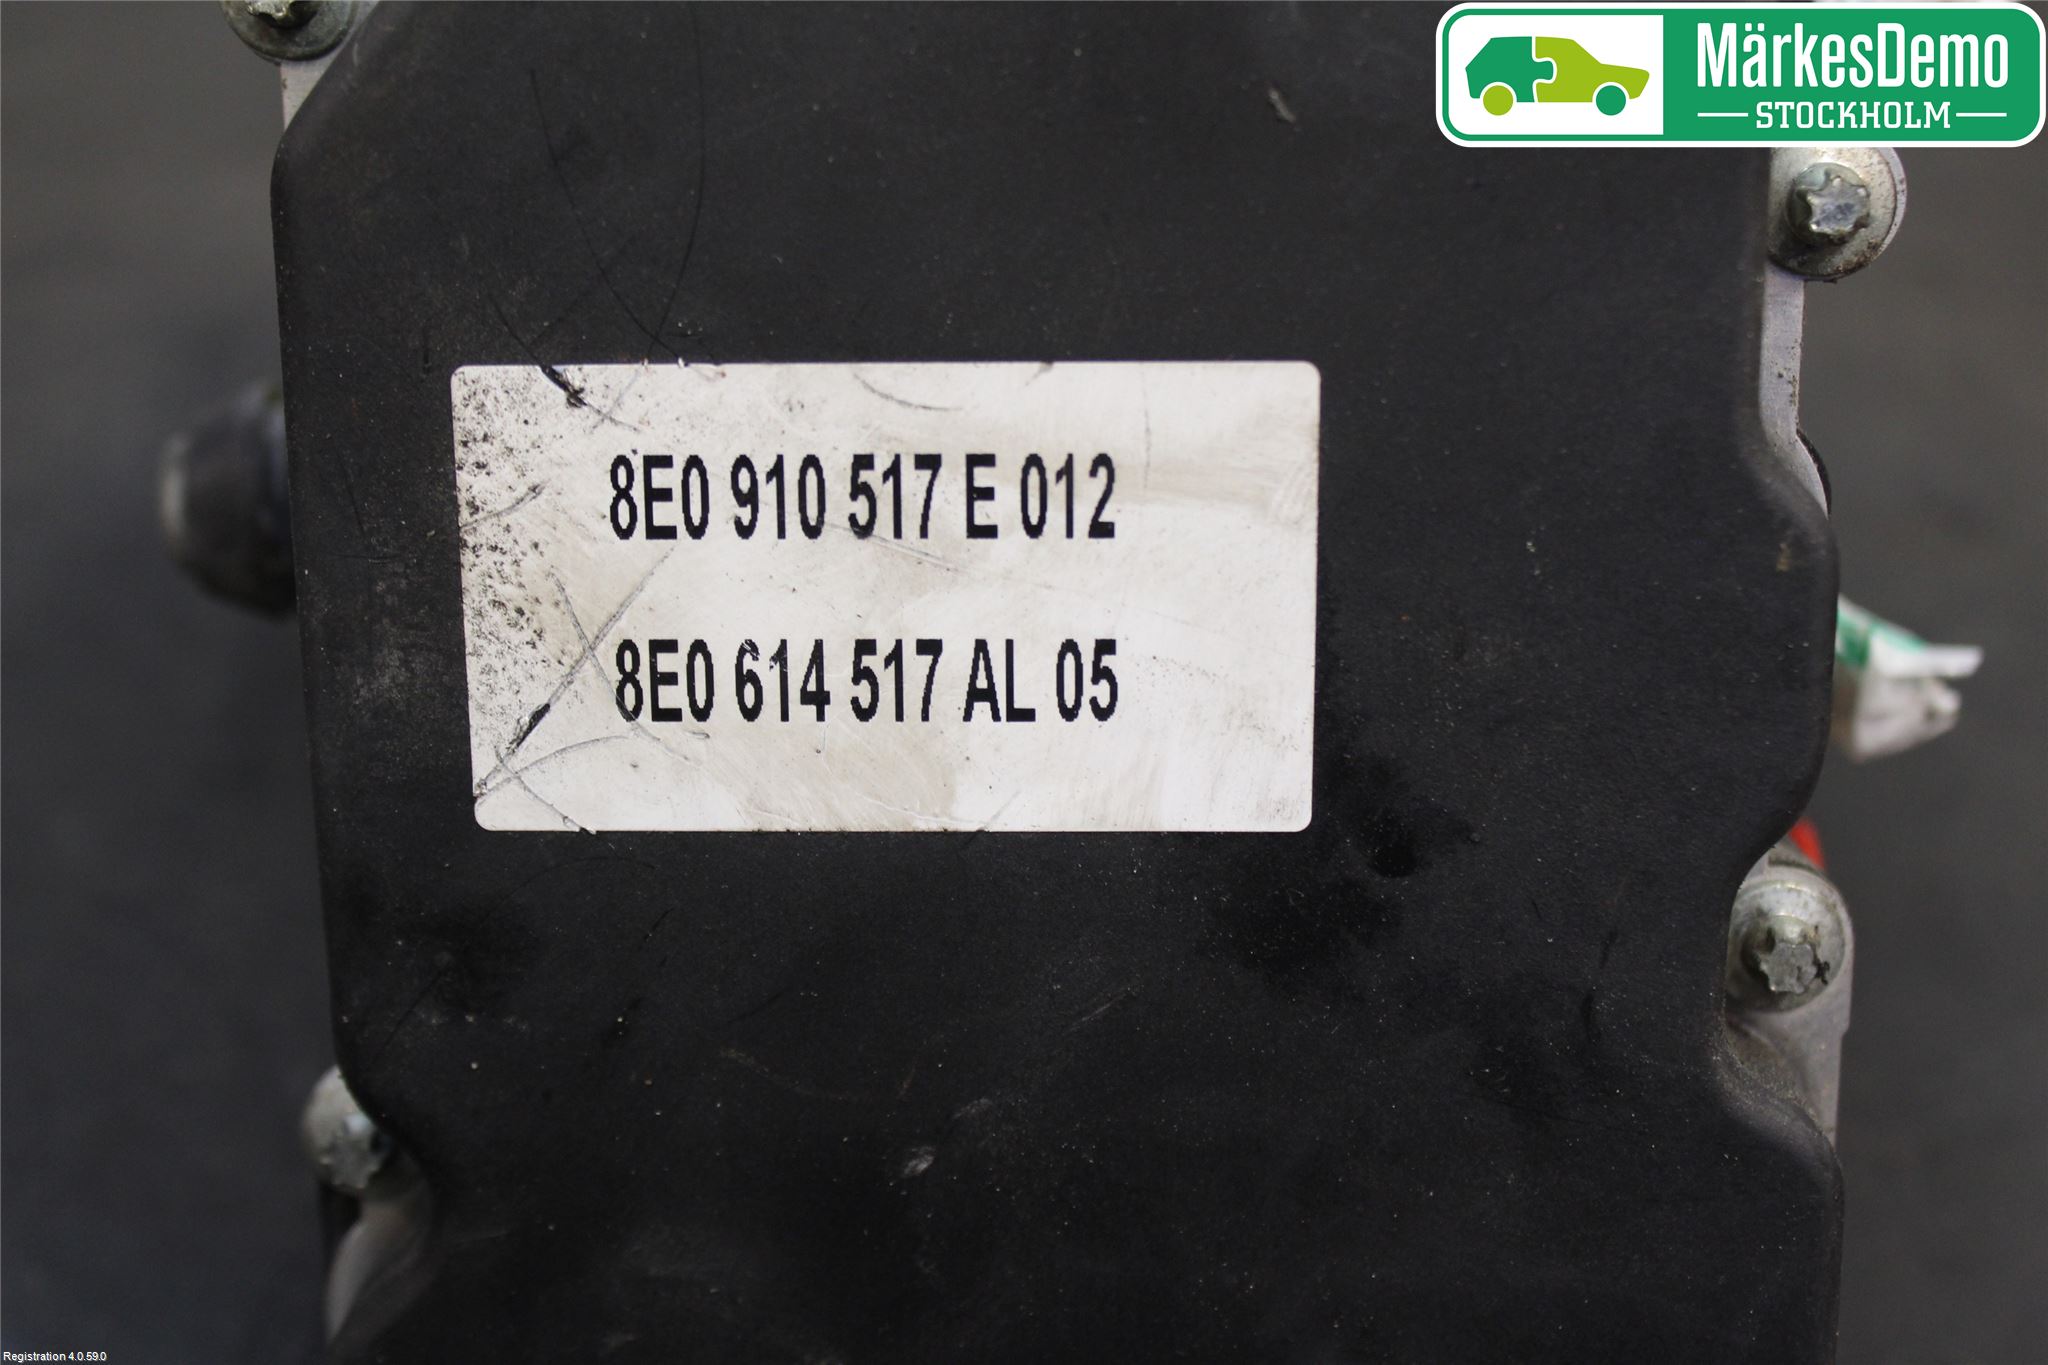 MärkesDemo
STOCKHOLM
8E0 910 517 E 012
8E0 614 517 AL 05
Registration 4.0.59.0